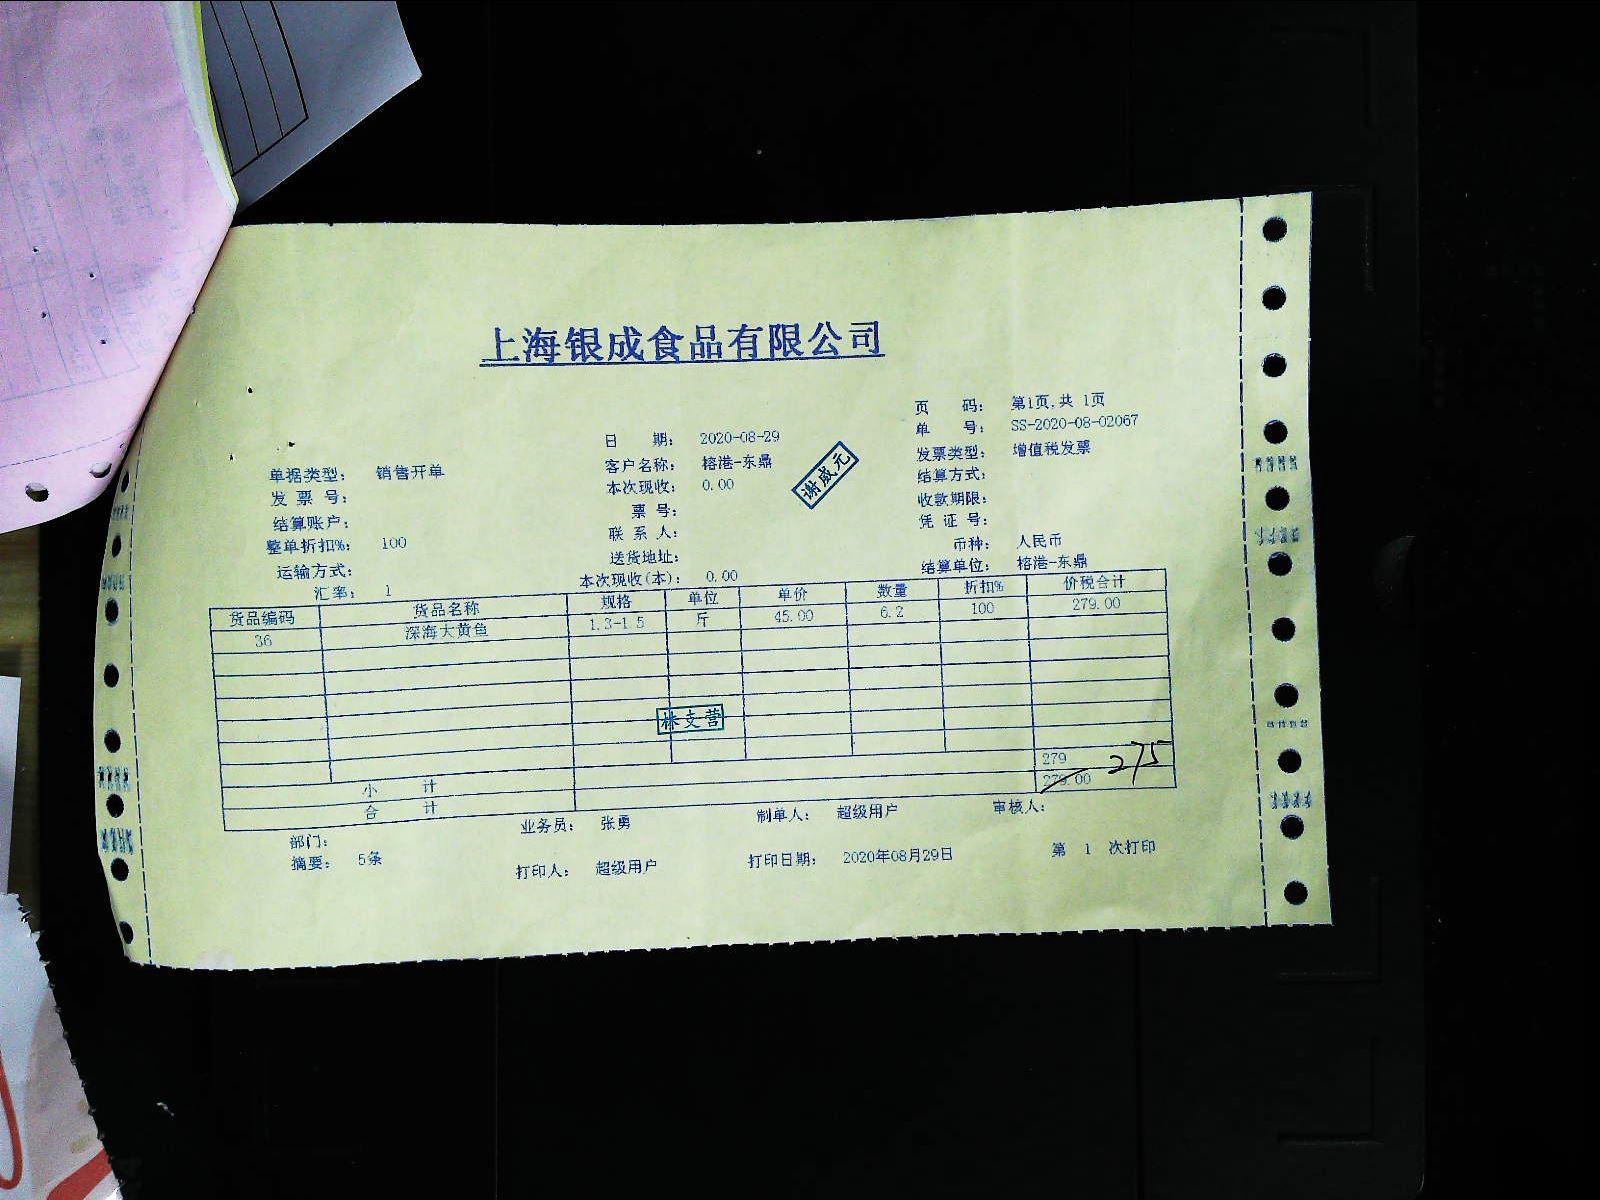 上海银成食品有限公司
页 码： 第1页,共 1页
日 期： 2020-08-29 单 号： SS-2020-08-02067
单据类型： 销售开单 客户名称： 榕港-东鼎 发票类型： 增值税发票
发 票 号： 本次现收： 0.00 结算方式：
结算账户： 票 号： 收款期限：
整单折扣%： 100 联 系 人： 凭 证 号：
运输方式： 送货地址： 币种： 人民币
汇率： 1 本次现收(本)： 0.00 结算单位： 榕港-东鼎
谢成元
货品编码 货品名称 规格 单位 单价 数量 折扣% 价税合计
36 深海大黄鱼 1.3-1.5 斤 45.00 6.2 100 279.00
林支营
小 计 279
合 计 279.00 275
部门： 业务员： 张勇 制单人： 超级用户 审核人：
摘要： 5条 打印人： 超级用户 打印日期： 2020年08月29日 第 1 次打印